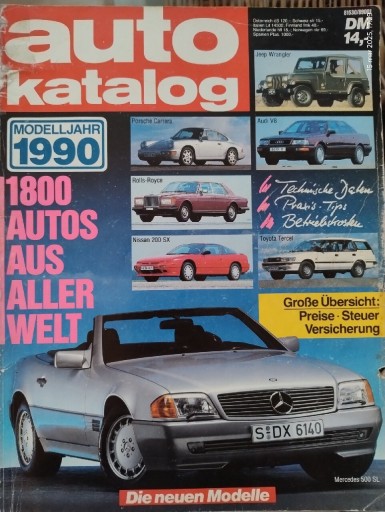 auto
katalog
DM
14,-
MODELLJAHR
1990
1800
AUTOS
AUS
ALLER
WELT
Jeep Wrangler
Porsche Carrera
Audi V8
Rolls-Royce
Technische Daten
Praxis-Tips
Betriebskosten
Nissan 200 SX
Toyota Tercel
Große Übersicht:
Preise · Steuer
Versicherung
S DX 6140
Mercedes 500 SL
Die neuen Modelle